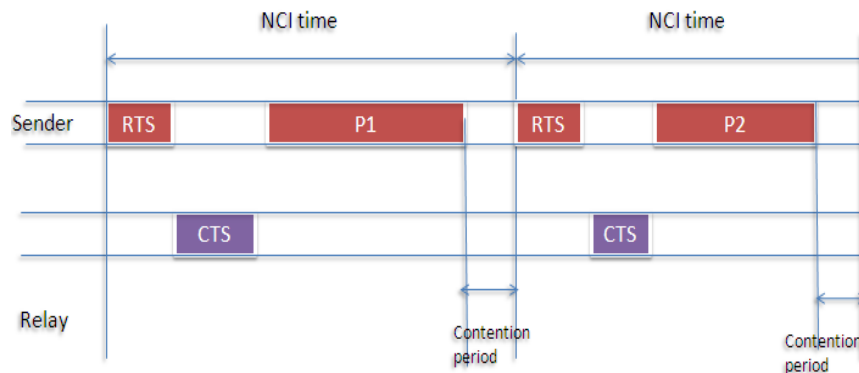 NCI time
NCI time
Sender
RTS
P1
RTS
P2
CTS
CTS
Relay
Contention
period
Contention
period